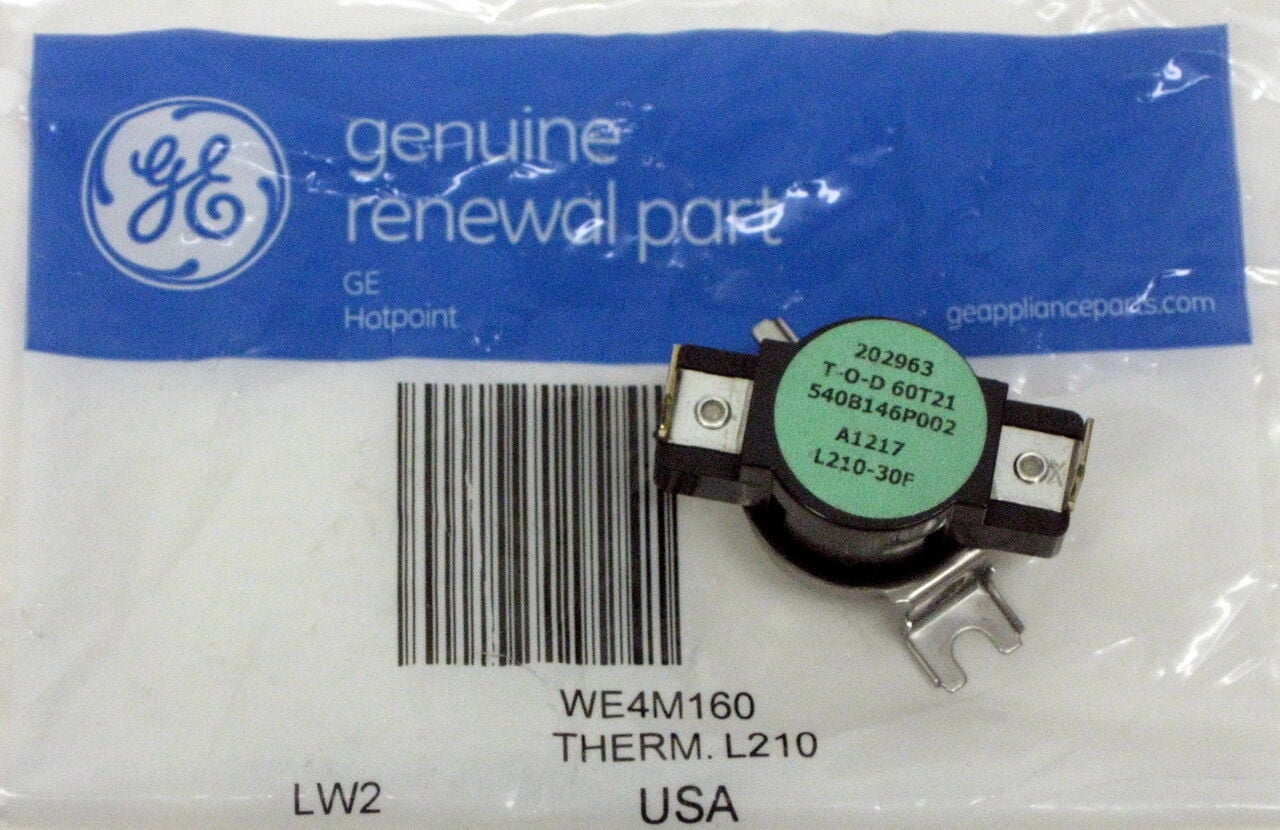 GE
genuine
renewal part
GE
Hotpoint
geapplianceparts.com
202963
T-O-D 60T21
540B146P002
A1217
L210-30F
WE4M160
THERM. L210
LW2
USA